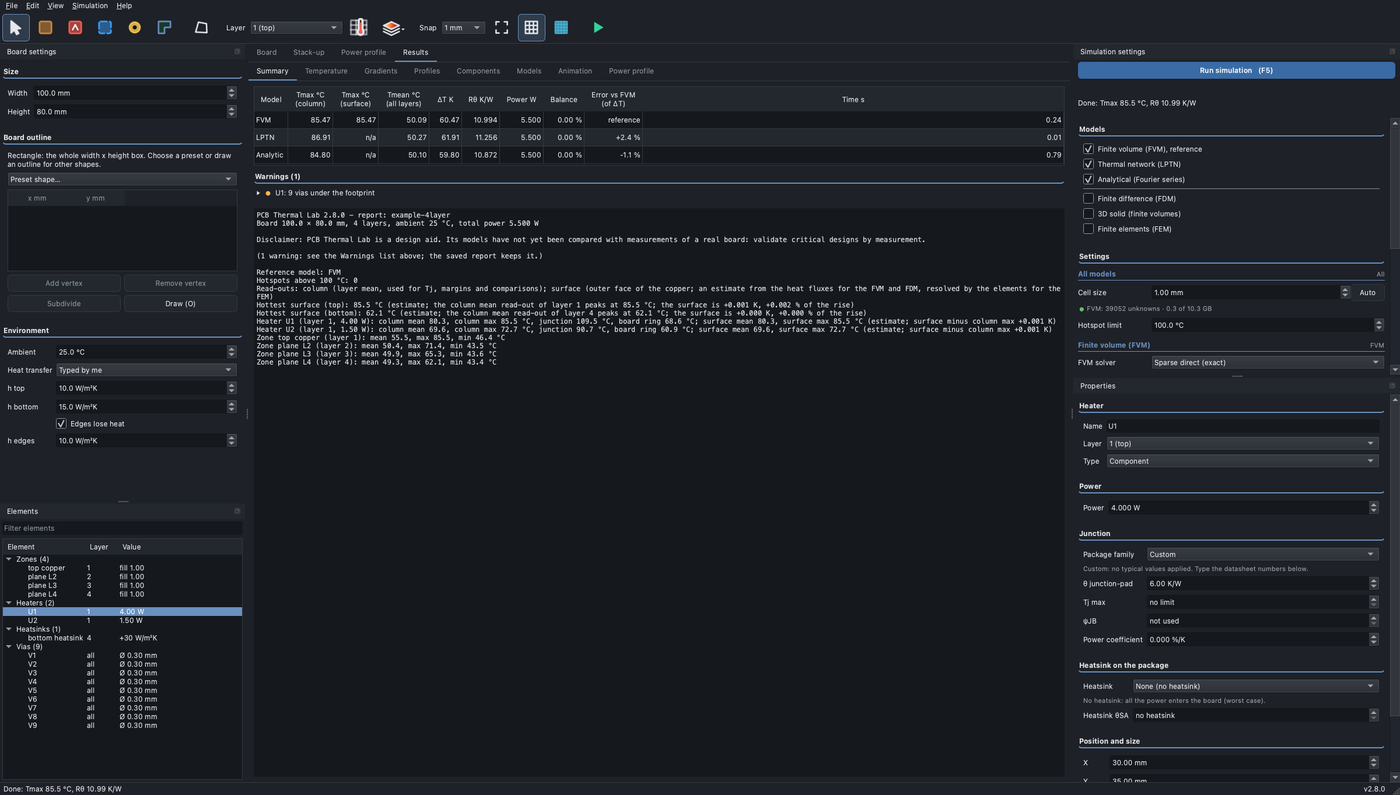 File Edit View Simulation Help
Layer 1 (top) Snap 1 mm
Board settings
Size
Width 100.0 mm
Height 80.0 mm
Board outline
Rectangle: the whole width x height box. Choose a preset or draw
an outline for other shapes.
Preset shape...
x mm y mm
Add vertex Remove vertex
Subdivide Draw (O)
Environment
Ambient 25.0 °C
Heat transfer Typed by me
h top 10.0 W/m²K
h bottom 15.0 W/m²K
Edges lose heat
h edges 10.0 W/m²K
Elements
Filter elements
Element Layer Value
Zones (4)
top copper 1 fill 1.00
plane L2 2 fill 1.00
plane L3 3 fill 1.00
plane L4 4 fill 1.00
Heaters (2)
U1 1 4.00 W
U2 1 1.50 W
Heatsinks (1)
bottom heatsink 4 +30 W/m²K
Vias (9)
V1 all Ø 0.30 mm
V2 all Ø 0.30 mm
V3 all Ø 0.30 mm
V4 all Ø 0.30 mm
V5 all Ø 0.30 mm
V6 all Ø 0.30 mm
V7 all Ø 0.30 mm
V8 all Ø 0.30 mm
V9 all Ø 0.30 mm
Board Stack-up Power profile Results
Summary Temperature Gradients Profiles Components Models Animation Power profile
Model Tmax °C (column) Tmax °C (surface) Tmean °C (all layers) ΔT K Rθ K/W Power W Balance Error vs FVM (of ΔT) Time s
FVM 85.47 85.47 50.09 60.47 10.994 5.500 0.00 % reference 0.24
LPTN 86.91 n/a 50.27 61.91 11.256 5.500 0.00 % +2.4 % 0.01
Analytic 84.80 n/a 50.10 59.80 10.872 5.500 0.00 % -1.1 % 0.79
Warnings (1)
U1: 9 vias under the footprint
PCB Thermal Lab 2.8.0 — report: example-4layer
Board 100.0 × 80.0 mm, 4 layers, ambient 25 °C, total power 5.500 W
Disclaimer: PCB Thermal Lab is a design aid. Its models have not yet been compared with measurements of a real board: validate critical designs by measurement.
(1 warning: see the Warnings list above; the saved report keeps it.)
Reference model: FVM
Hotspots above 100 °C: 0
Read-outs: column (layer mean, used for Tj, margins and comparisons); surface (outer face of the copper; an estimate from the heat fluxes for the FVM and FDM, resolved by the elements for the
FEM)
Hottest surface (top): 85.5 °C (estimate; the column mean read-out of layer 1 peaks at 85.5 °C; the surface is +0.001 K, +0.002 % of the rise)
Hottest surface (bottom): 62.1 °C (estimate; the column mean read-out of layer 4 peaks at 62.1 °C; the surface is +0.000 K, +0.000 % of the rise)
Heater U1 (layer 1, 4.00 W): column mean 80.3, column max 85.5 °C, junction 109.5 °C, board ring 68.6 °C; surface mean 80.3, surface max 85.5 °C (estimate; surface minus column max +0.001 K)
Heater U2 (layer 1, 1.50 W): column mean 69.6, column max 72.7 °C, junction 90.7 °C, board ring 60.9 °C; surface mean 69.6, surface max 72.7 °C (estimate; surface minus column max +0.001 K)
Zone top copper (layer 1): mean 55.5, max 85.5, min 46.4 °C
Zone plane L2 (layer 2): mean 50.4, max 71.4, min 43.5 °C
Zone plane L3 (layer 3): mean 49.9, max 65.3, min 43.6 °C
Zone plane L4 (layer 4): mean 49.3, max 62.1, min 43.4 °C
Simulation settings
Run simulation (F5)
Done: Tmax 85.5 °C, Rθ 10.99 K/W
Models
Finite volume (FVM), reference
Thermal network (LPTN)
Analytical (Fourier series)
Finite difference (FDM)
3D solid (finite volumes)
Finite elements (FEM)
Settings
All models All
Cell size 1.00 mm Auto
FVM: 39052 unknowns · 0.3 of 10.3 GB
Hotspot limit 100.0 °C
Finite volume (FVM) FVM
FVM solver Sparse direct (exact)
Properties
Heater
Name U1
Layer 1 (top)
Type Component
Power
Power 4.000 W
Junction
Package family Custom
Custom: no typical values applied. Type the datasheet numbers below.
θ junction-pad 6.00 K/W
Tj max no limit
ψJB not used
Power coefficient 0.000 %/K
Heatsink on the package
Heatsink None (no heatsink)
No heatsink: all the power enters the board (worst case).
Heatsink θSA no heatsink
Position and size
X 30.00 mm
Y 35.00 mm
Done: Tmax 85.5 °C, Rθ 10.99 K/W
v2.8.0